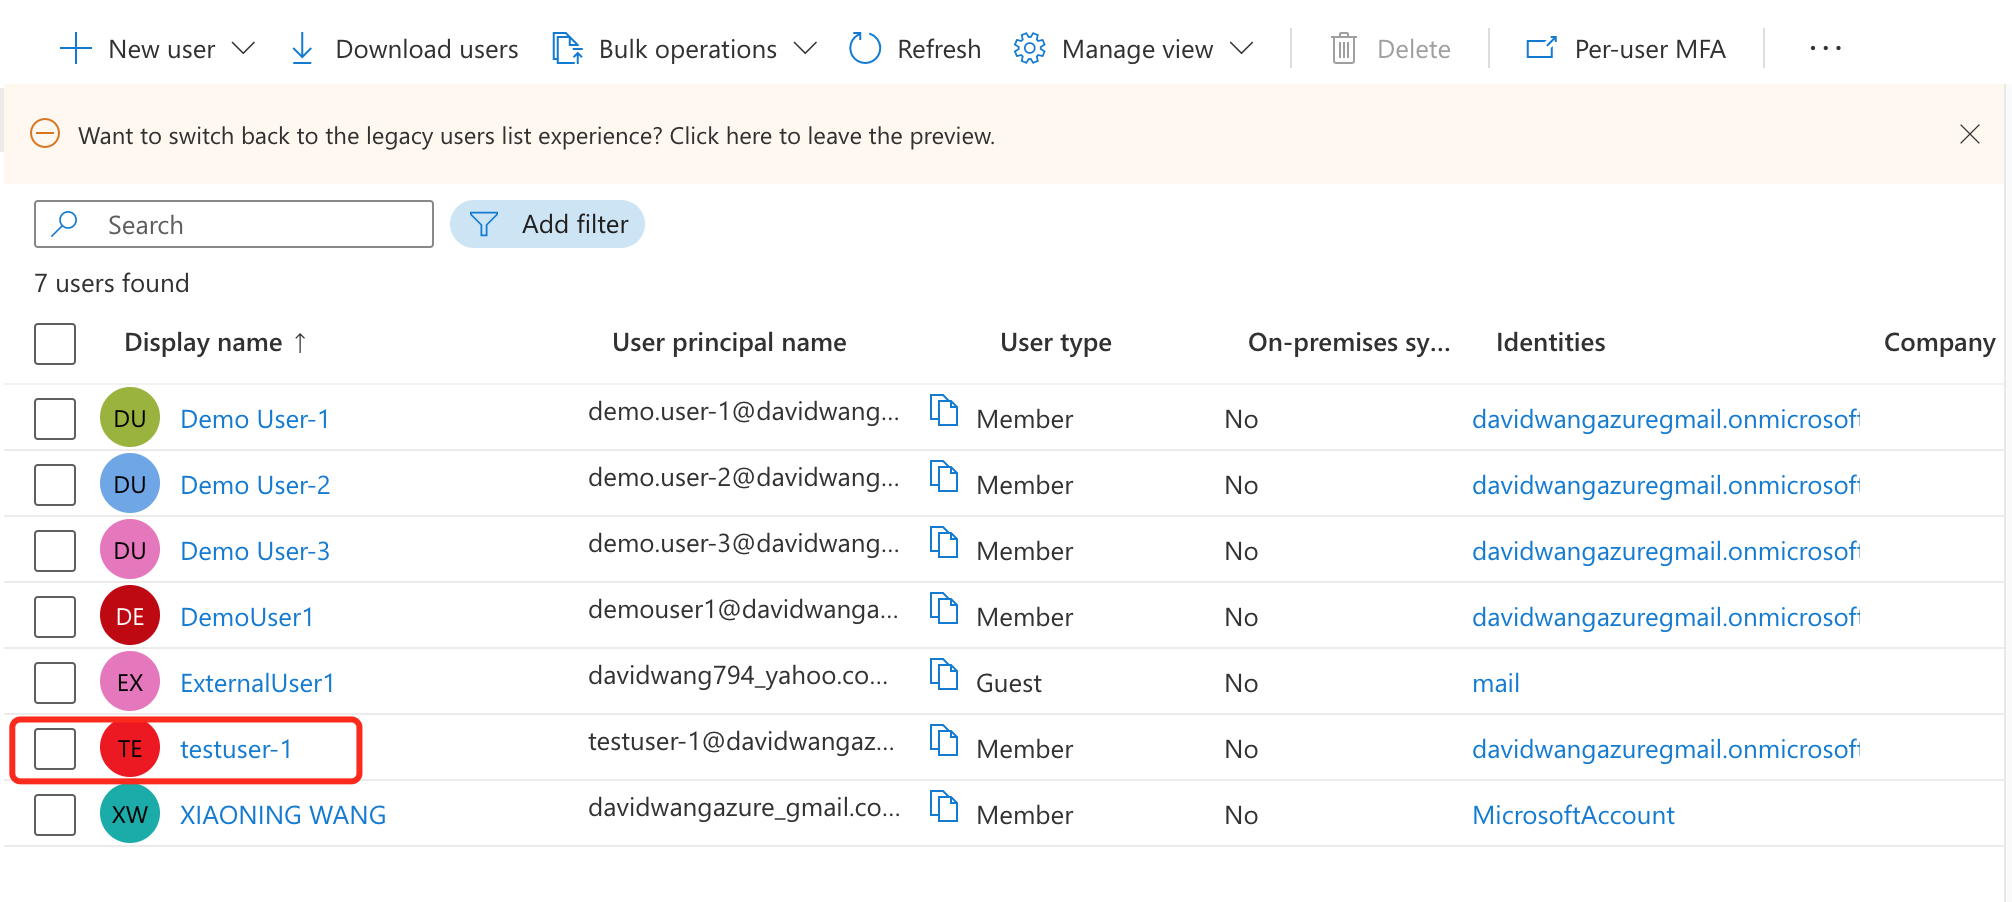 New user Download users Bulk operations Refresh Manage view Delete Per-user MFA ...
Want to switch back to the legacy users list experience? Click here to leave the preview.
Search Add filter
7 users found
Display name ↑ User principal name User type On-premises sy... Identities Company
DU Demo User-1 demo.user-1@davidwang... Member No davidwangazuregmail.onmicrosoft
DU Demo User-2 demo.user-2@davidwang... Member No davidwangazuregmail.onmicrosoft
DU Demo User-3 demo.user-3@davidwang... Member No davidwangazuregmail.onmicrosoft
DE DemoUser1 demouser1@davidwanga... Member No davidwangazuregmail.onmicrosoft
EX ExternalUser1 davidwang794_yahoo.co... Guest No mail
TE testuser-1 testuser-1@davidwangaz... Member No davidwangazuregmail.onmicrosoft
XW XIAONING WANG davidwangazure_gmail.co... Member No MicrosoftAccount